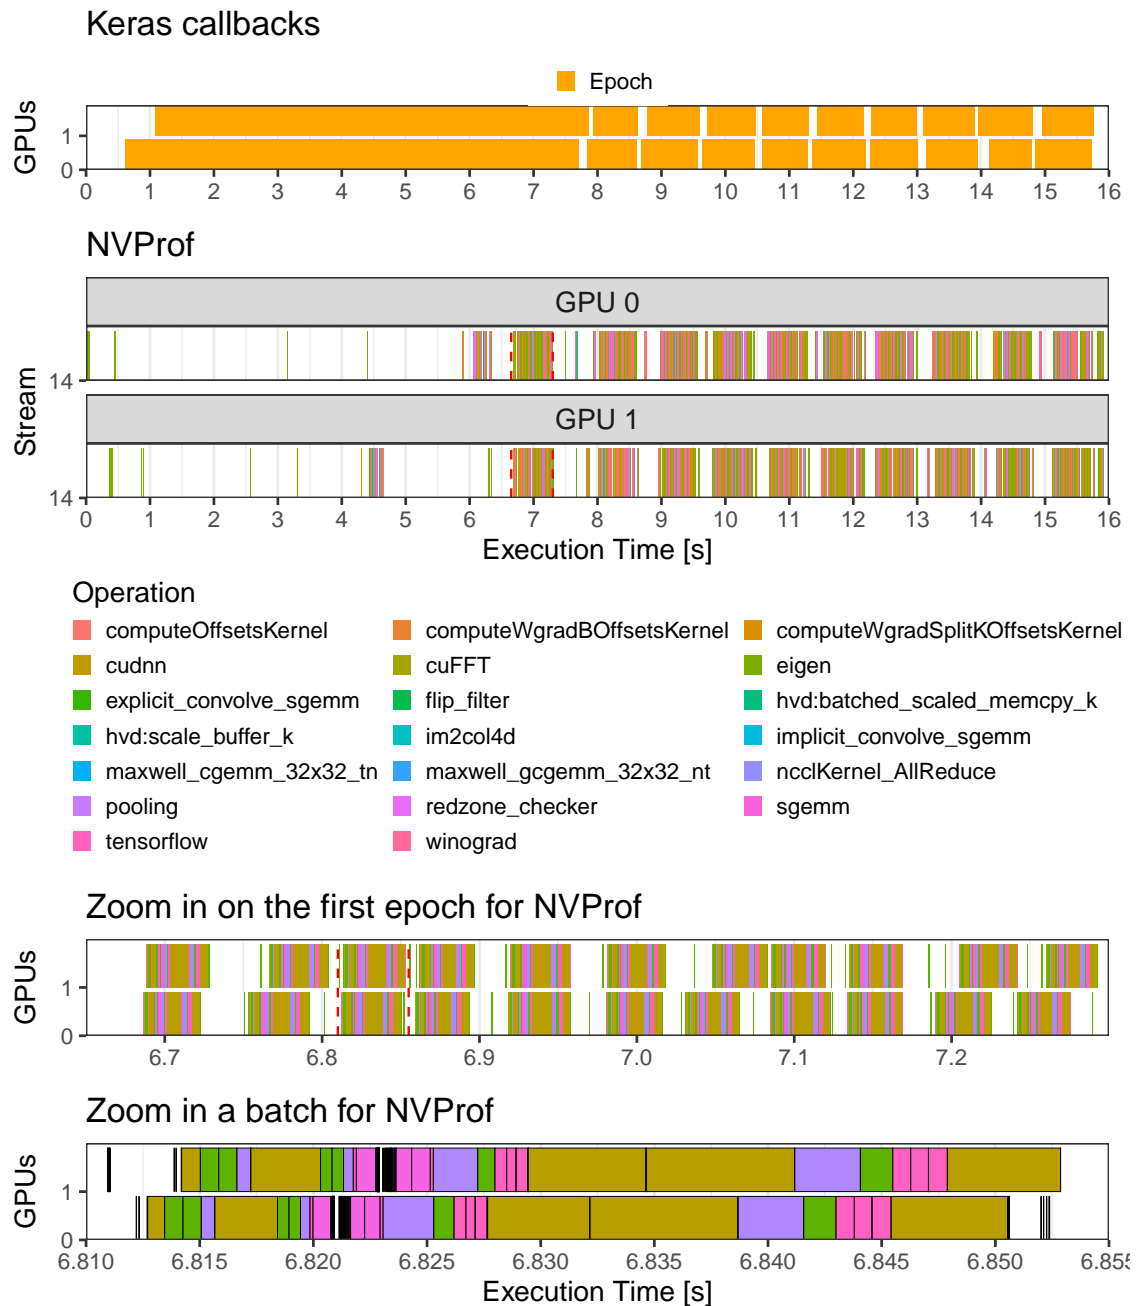 Keras callbacks
Epoch
GPUs
1
0
0 1 2 3 4 5 6 7 8 9 10 11 12 13 14 15 16
NVProf
GPU 0
14
GPU 1
14
Stream
0 1 2 3 4 5 6 7 8 9 10 11 12 13 14 15 16
Execution Time [s]
Operation
computeOffsetsKernel computeWgradBOffsetsKernel computeWgradSplitKOffsetsKernel
cudnn cuFFT eigen
explicit_convolve_sgemm flip_filter hvd:batched_scaled_memcpy_k
hvd:scale_buffer_k im2col4d implicit_convolve_sgemm
maxwell_cgemm_32x32_tn maxwell_gcgemm_32x32_nt ncclKernel_AllReduce
pooling redzone_checker sgemm
tensorflow winograd
Zoom in on the first epoch for NVProf
GPUs
1
0
6.7 6.8 6.9 7.0 7.1 7.2
Zoom in a batch for NVProf
GPUs
1
0
6.810 6.815 6.820 6.825 6.830 6.835 6.840 6.845 6.850 6.855
Execution Time [s]